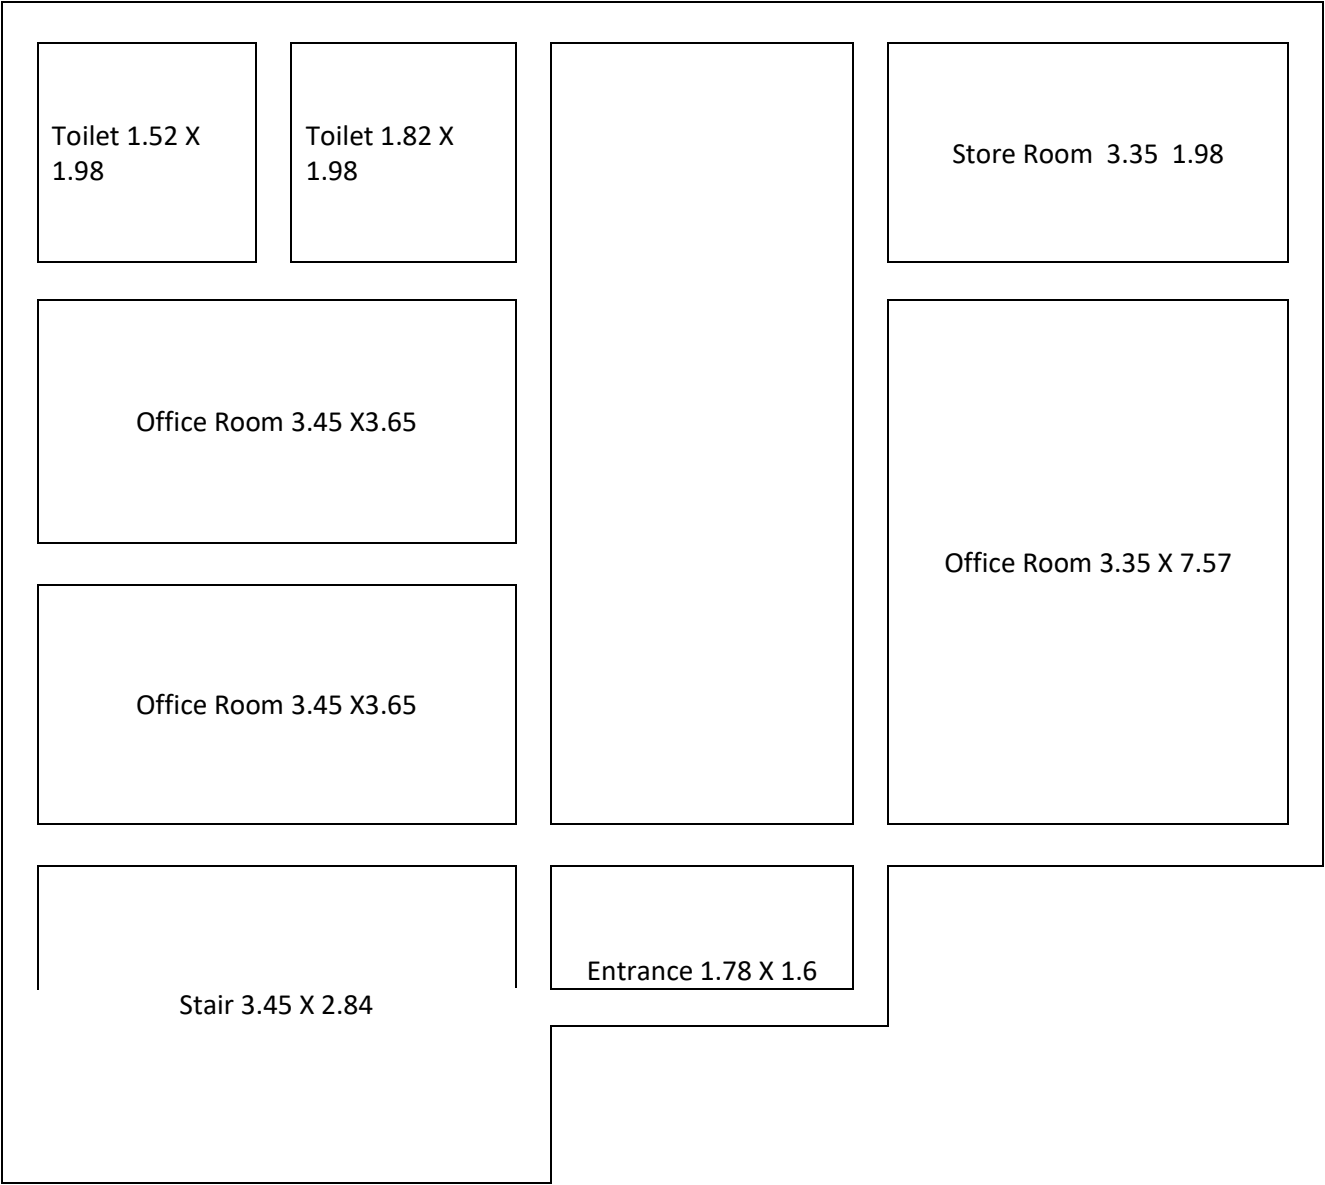 Toilet 1.52 X
1.98
Toilet 1.82 X
1.98
Store Room  3.35  1.98
Office Room 3.45 X3.65
Office Room 3.35 X 7.57
Office Room 3.45 X3.65
Entrance 1.78 X 1.6
Stair 3.45 X 2.84